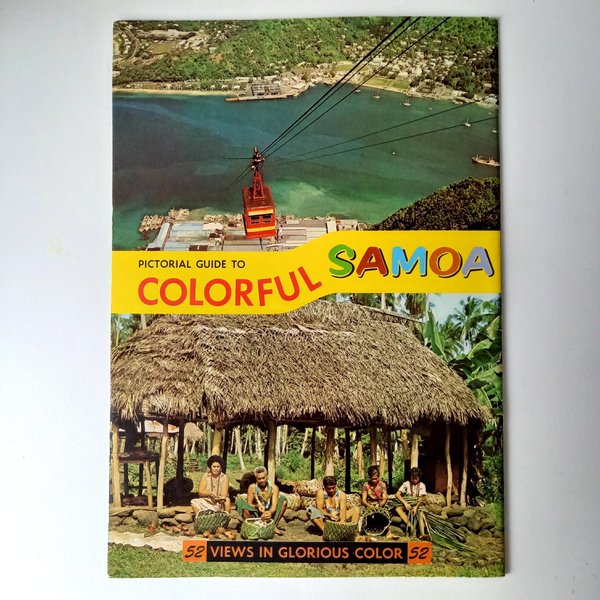 PICTORIAL GUIDE TO
COLORFUL SAMOA
52 VIEWS IN GLORIOUS COLOR 52